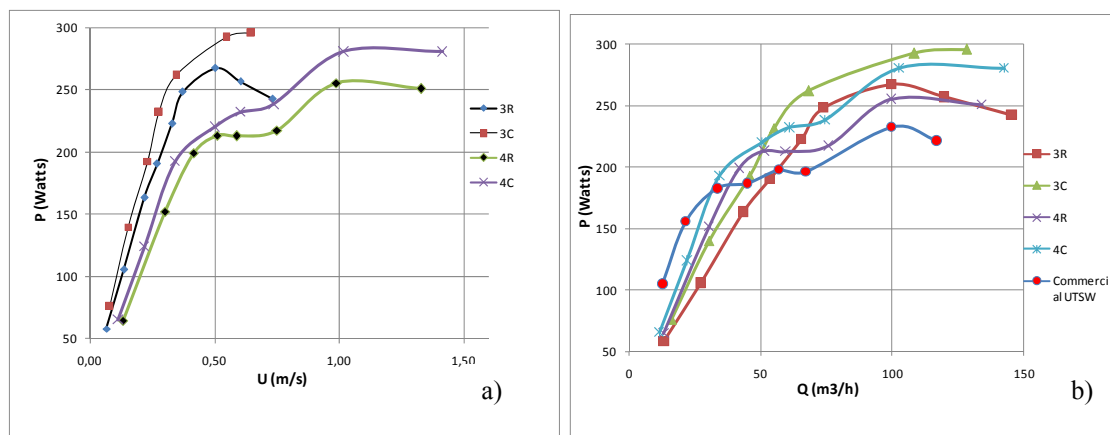 300
250
200
150
100
50
P (Watts)
0,00
0,50
1,00
1,50
U (m/s)
3R
3C
4R
4C
a)
300
250
200
150
100
50
P (Watts)
0
50
100
150
Q (m3/h)
3R
3C
4R
4C
Commerci
al UTSW
b)